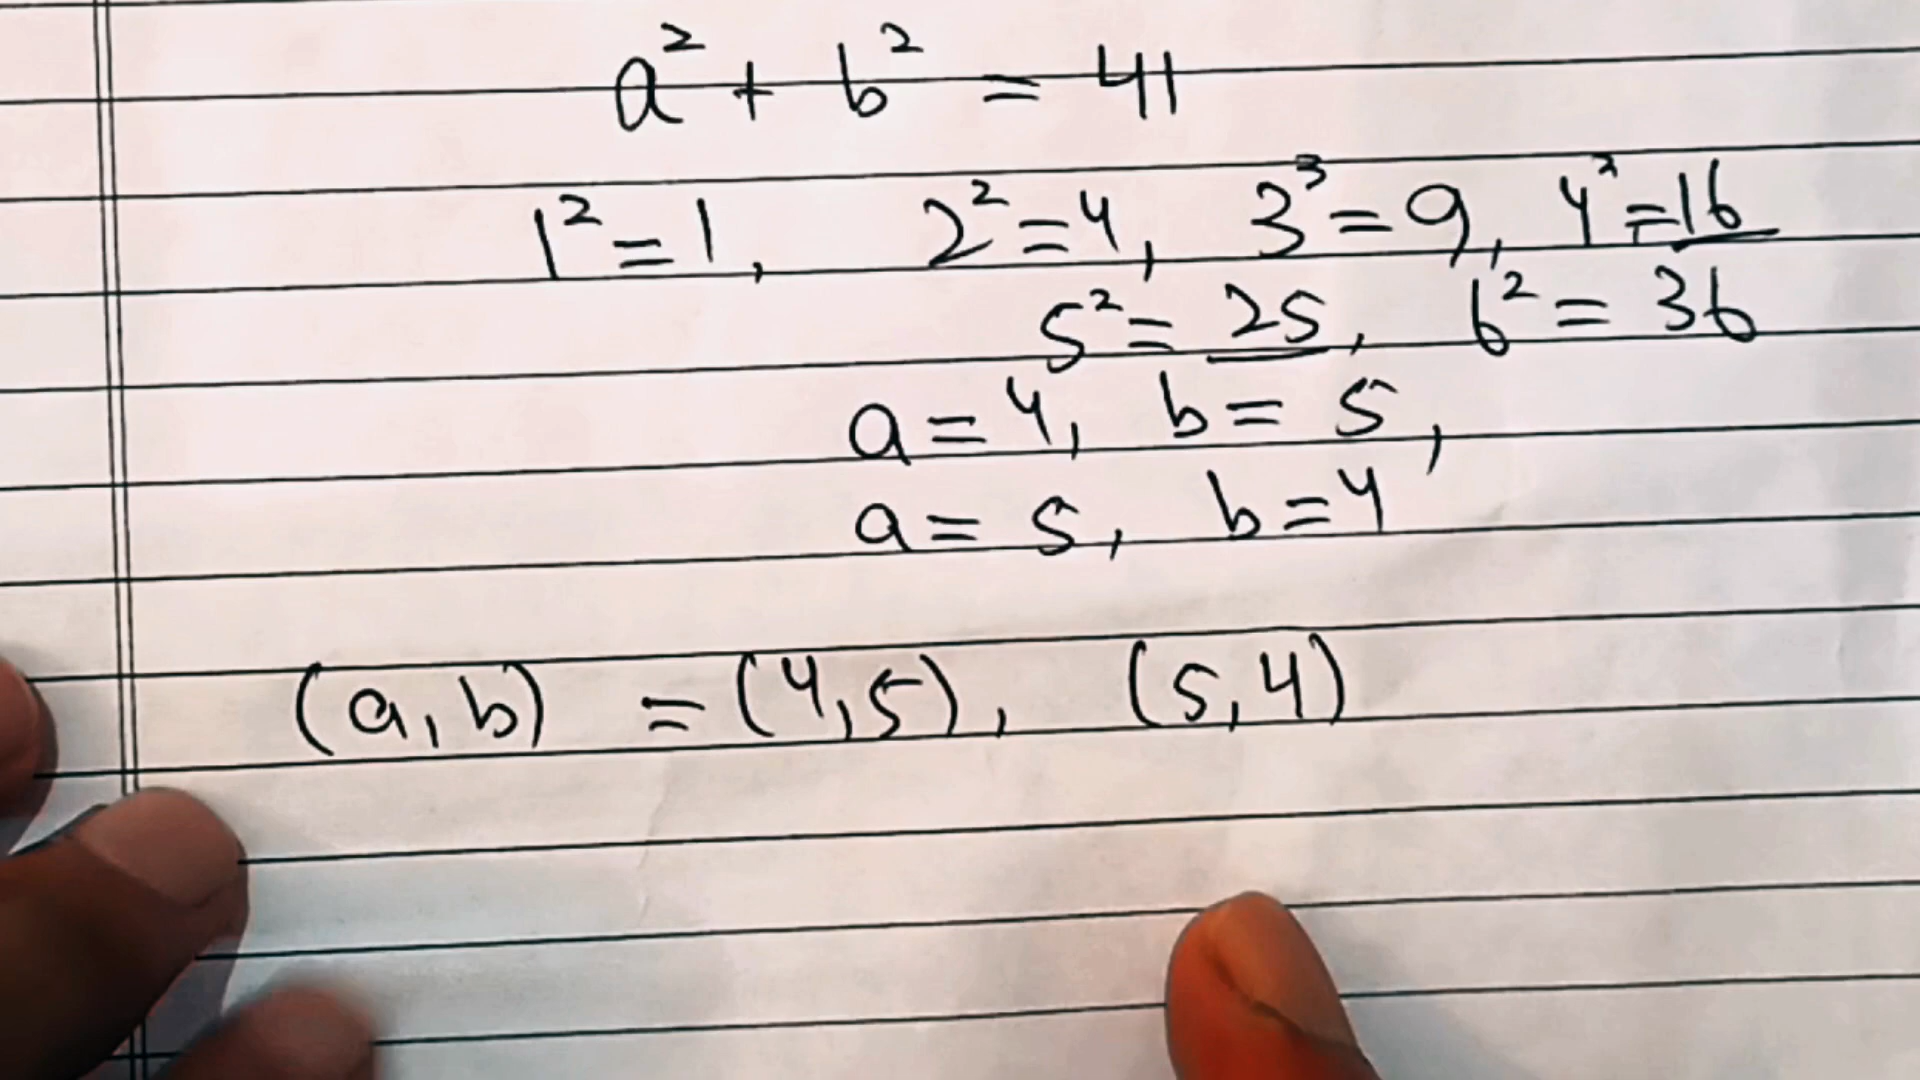 a² + b² = 41
1² = 1, 2² = 4, 3³ = 9, 4² = 16
5² = 25, 6² = 36
a = 4, b = 5,
a = 5, b = 4
(a, b) = (4,5), (5,4)